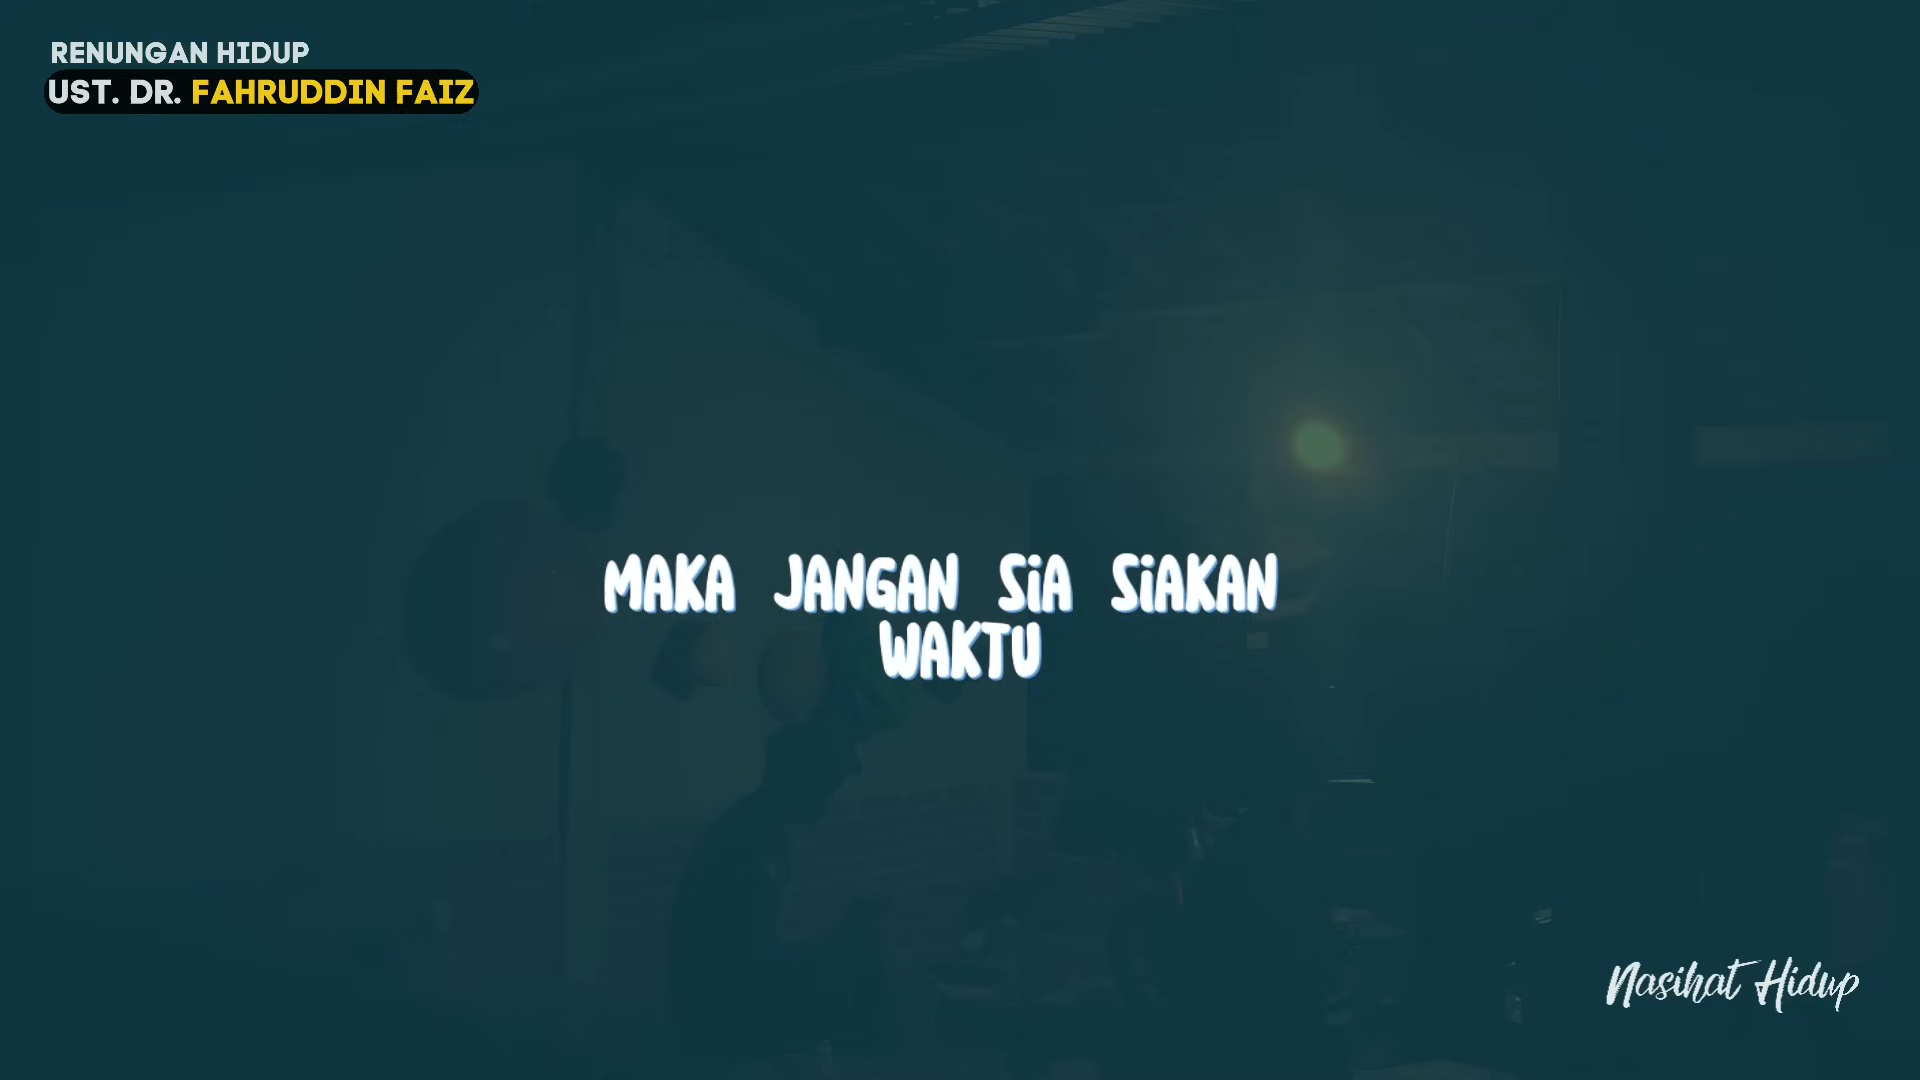 RENUNGAN HIDUP
UST. DR. FAHRUDDIN FAIZ
MAKA JANGAN SiA SiAKAN
WAKTU
Nasihat Hidup